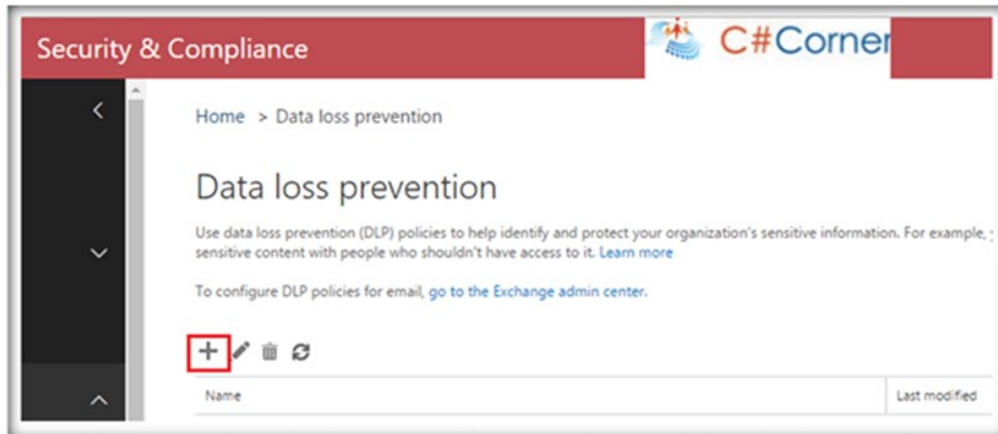 Security & Compliance
C#Corner
Home > Data loss prevention
Data loss prevention
Use data loss prevention (DLP) policies to help identify and protect your organization's sensitive information. For example,
sensitive content with people who shouldn't have access to it. Learn more
To configure DLP policies for email, go to the Exchange admin center.
Name
Last modified